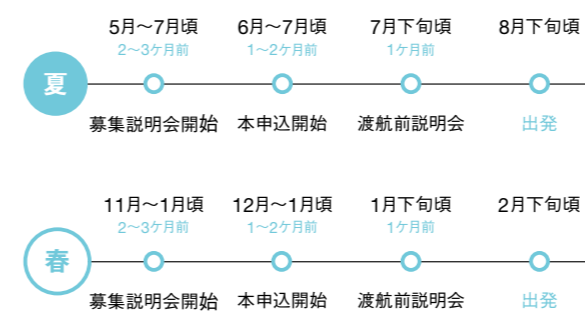 5月〜7月頃 6月〜7月頃 7月下旬頃 8月下旬頃
2〜3ケ月前 1〜2ケ月前 1ケ月前
夏
募集説明会開始 本申込開始 渡航前説明会 出発
11月〜1月頃 12月〜1月頃 1月下旬頃 2月下旬頃
2〜3ケ月前 1〜2ケ月前 1ケ月前
春
募集説明会開始 本申込開始 渡航前説明会 出発